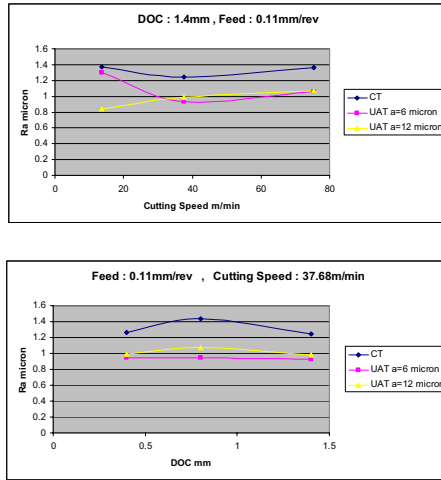 DOC : 1.4mm , Feed : 0.11mm/rev
1.6
1.4
1.2
1
0.8
0.6
0.4
0.2
0
Ra micron
0 20 40 60 80
Cutting Speed m/min
CT
UAT a=6 micron
UAT a=12 micron
Feed : 0.11mm/rev , Cutting Speed : 37.68m/min
1.6
1.4
1.2
1
0.8
0.6
0.4
0.2
0
Ra micron
0 0.5 1 1.5
DOC mm
CT
UAT a=6 micron
UAT a=12 micron